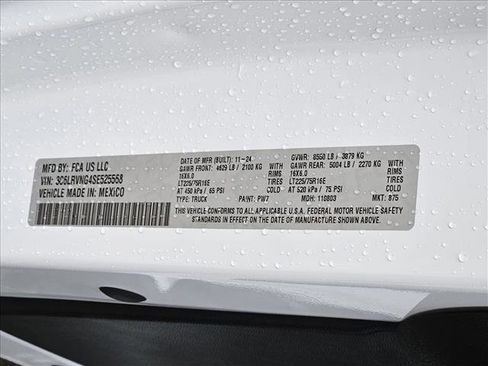 MFD BY: FCA US LLC
VIN: 3C6LRVNG4SE525558
VEHICLE MADE IN: MEXICO
DATE OF MFR (BUILT): 11-24 GVWR: 8550 LB / 3879 KG
GAWR FRONT: 4629 LB / 2100 KG WITH GAWR REAR: 5004 LB / 2270 KG WITH
16X6.0 RIMS 16X6.0 RIMS
LT225/75R16E TIRES LT225/75R16E TIRES
AT 450 kPa / 65 PSI COLD AT 520 kPa / 75 PSI COLD
TYPE: TRUCK PAINT: PW7 MDH: 110803 MKT: 875
THIS VEHICLE CONFORMS TO ALL APPLICABLE U.S.A. FEDERAL MOTOR VEHICLE SAFETY
STANDARDS IN EFFECT ON THE DATE OF MANUFACTURE SHOWN ABOVE.